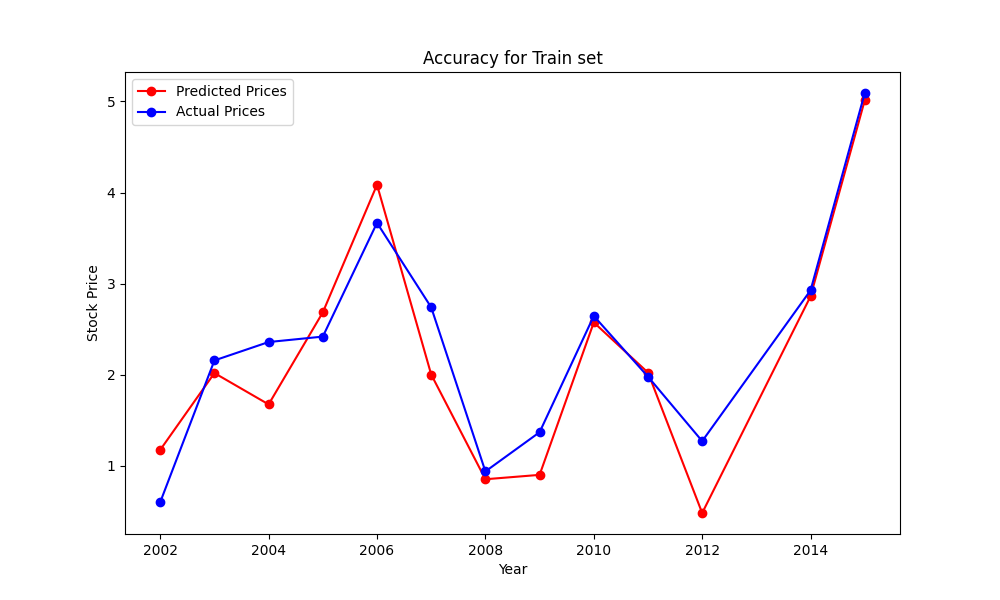 Accuracy for Train set
Predicted Prices
Actual Prices
5
4
3
2
1
Stock Price
2002 2004 2006 2008 2010 2012 2014
Year